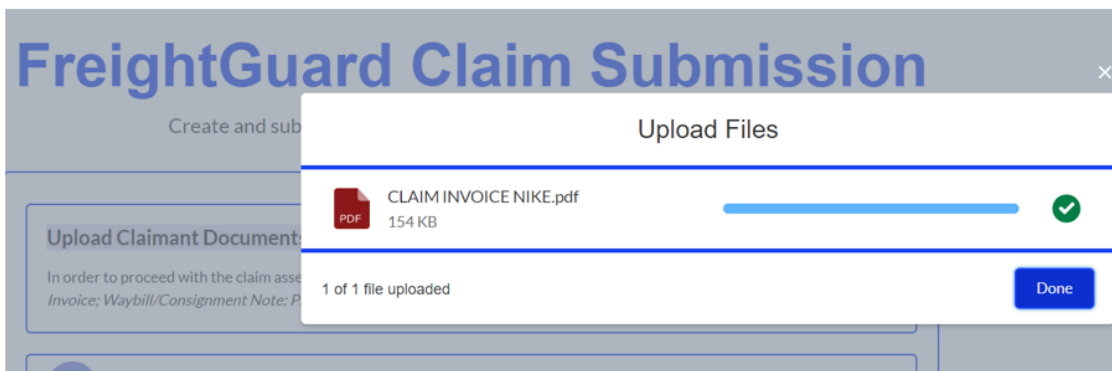 FreightGuard Claim Submission
Create and sub
Upload Files
CLAIM INVOICE NIKE.pdf
PDF
154 KB
Upload Claimant Document
In order to proceed with the claim asse
Invoice; Waybill/Consignment Note; P
1 of 1 file uploaded
Done